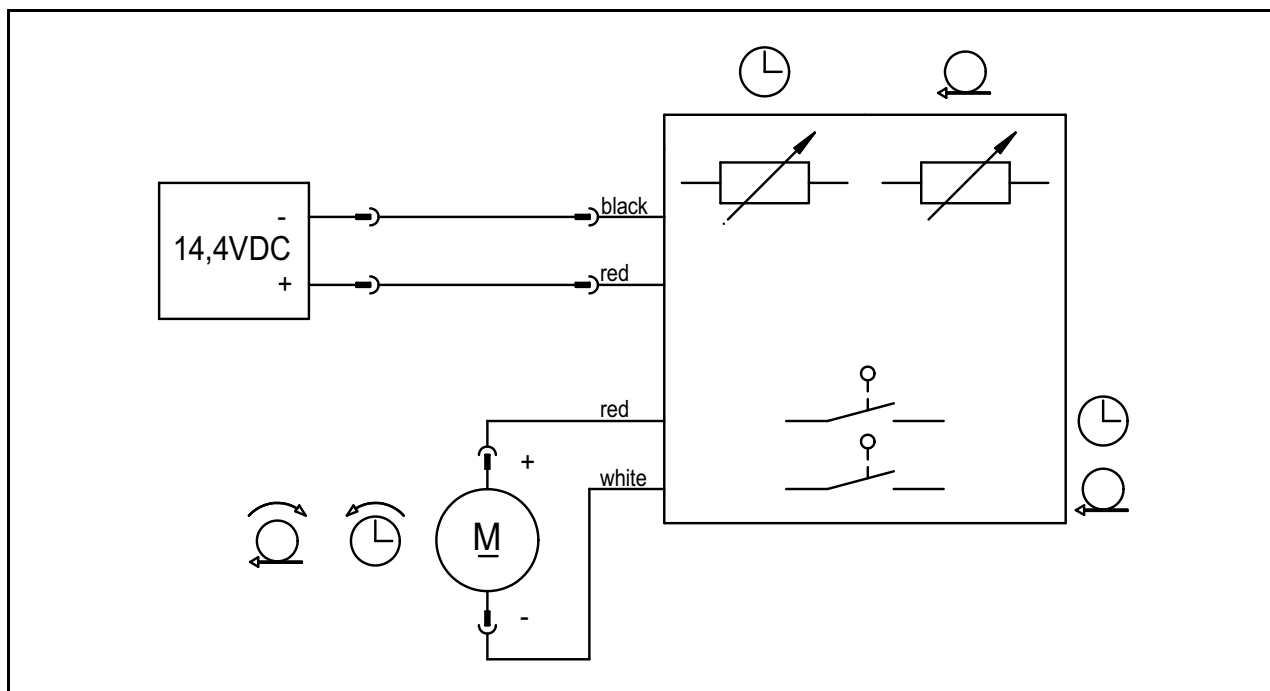 black
-
14,4VDC
red
+
red
+
white
M
-